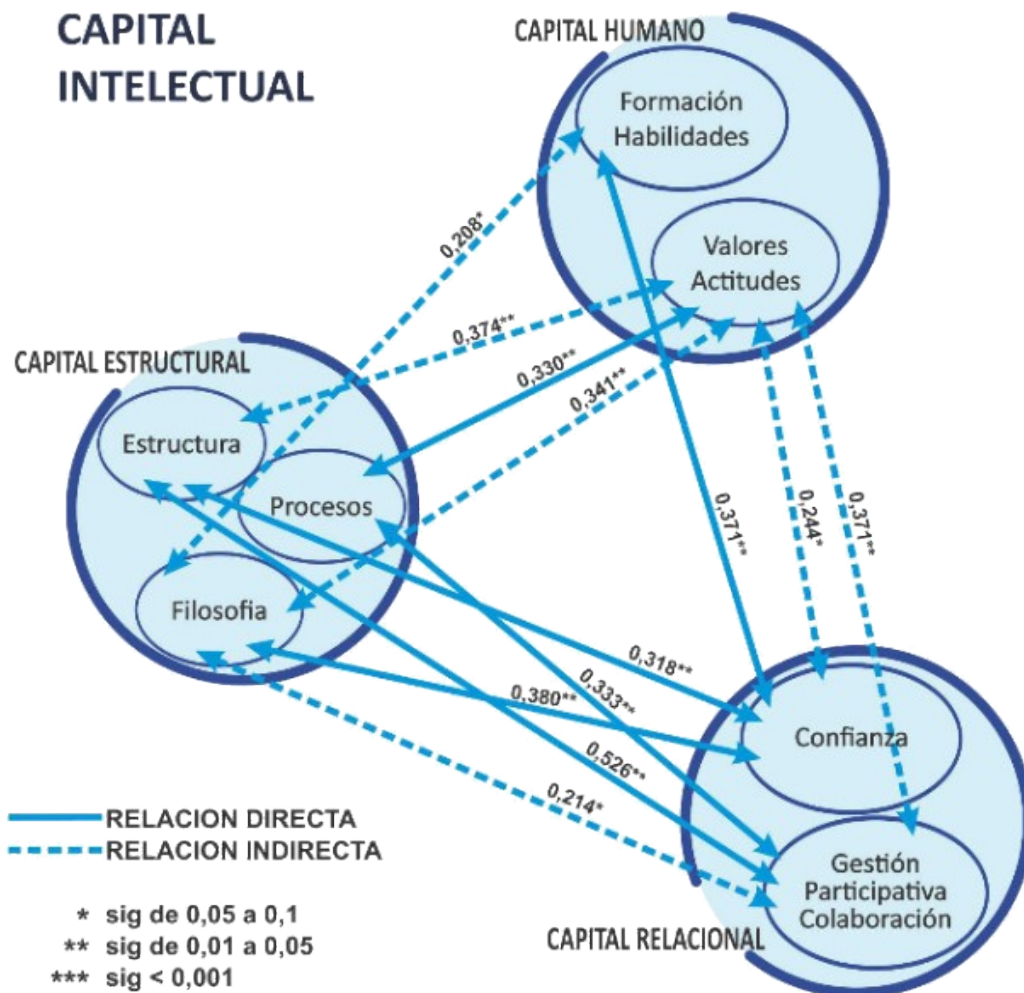 CAPITAL
INTELECTUAL
CAPITAL HUMANO
Formación
Habilidades
Valores
Actitudes
0,208*
0,374**
0,330**
0,341**
CAPITAL ESTRUCTURAL
Estructura
Procesos
Filosofia
0,371**
0,244*
0,371**
0,318**
0,333**
0,380**
0,526**
0,214*
Confianza
Gestión
Participativa
Colaboración
CAPITAL RELACIONAL
RELACION DIRECTA
RELACION INDIRECTA
* sig de 0,05 a 0,1
** sig de 0,01 a 0,05
*** sig < 0,001